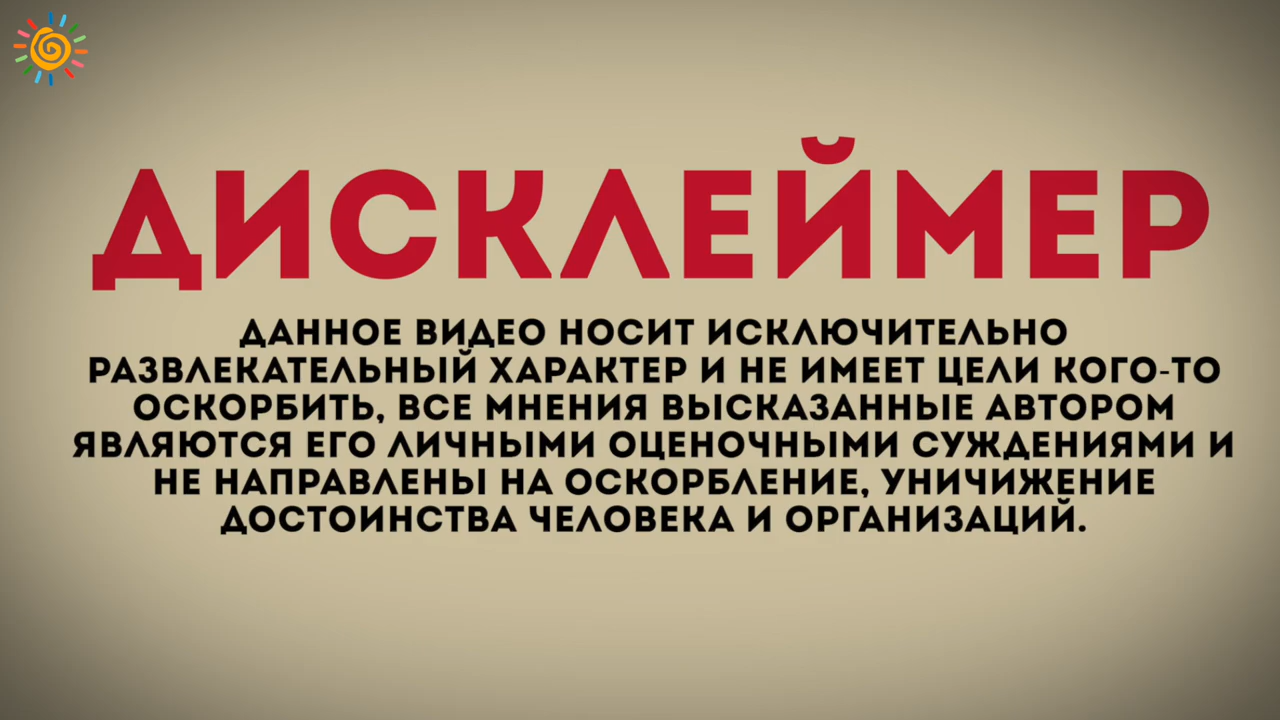 ДИСКЛЕЙМЕР
ДАННОЕ ВИДЕО НОСИТ ИСКЛЮЧИТЕЛЬНО
РАЗВЛЕКАТЕЛЬНЫЙ ХАРАКТЕР И НЕ ИМЕЕТ ЦЕЛИ КОГО-ТО
ОСКОРБИТЬ, ВСЕ МНЕНИЯ ВЫСКАЗАННЫЕ АВТОРОМ
ЯВЛЯЮТСЯ ЕГО ЛИЧНЫМИ ОЦЕНОЧНЫМИ СУЖДЕНИЯМИ И
НЕ НАПРАВЛЕНЫ НА ОСКОРБЛЕНИЕ, УНИЧИЖЕНИЕ
ДОСТОИНСТВА ЧЕЛОВЕКА И ОРГАНИЗАЦИЙ.